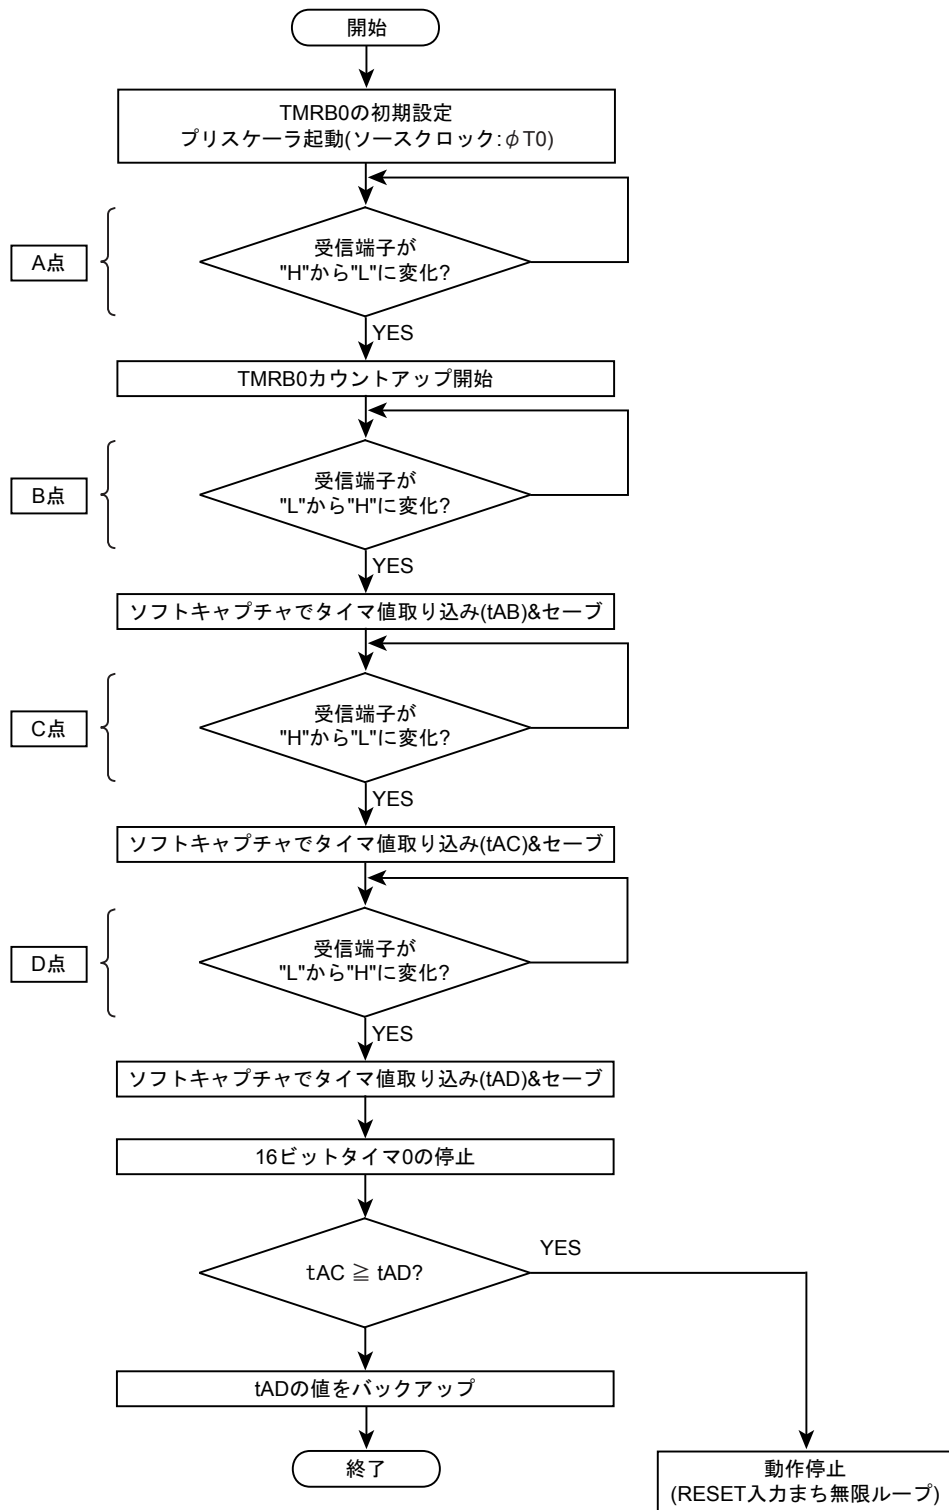 開始
TMRB0の初期設定
プリスケーラ起動(ソースクロック:φT0)
A点
受信端子が
"H"から"L"に変化?
YES
TMRB0カウントアップ開始
B点
受信端子が
"L"から"H"に変化?
YES
ソフトキャプチャでタイマ値取り込み(tAB)&セーブ
C点
受信端子が
"H"から"L"に変化?
YES
ソフトキャプチャでタイマ値取り込み(tAC)&セーブ
D点
受信端子が
"L"から"H"に変化?
YES
ソフトキャプチャでタイマ値取り込み(tAD)&セーブ
16ビットタイマ0の停止
tAC ≧ tAD?
YES
tADの値をバックアップ
終了
動作停止
(RESET入力まち無限ループ)